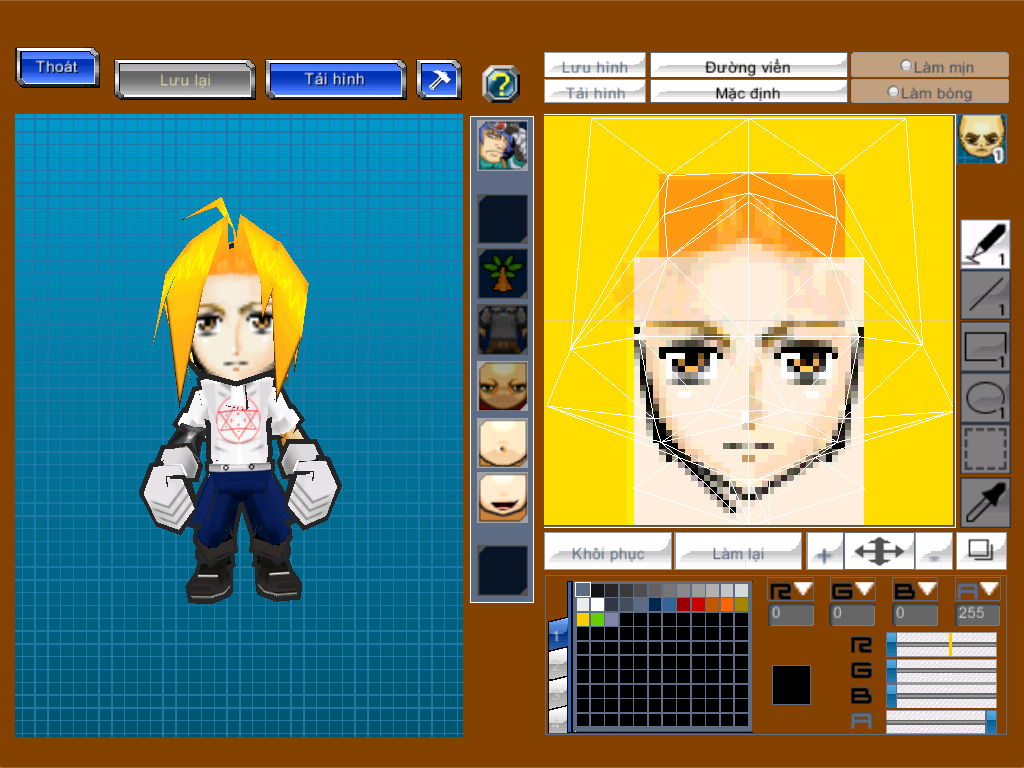 Thoát
Lưu lại
Tải hình
?
Lưu hình
Đường viền
Làm mịn
Tải hình
Mặc định
Làm bóng
1
1
1
1
1
Khôi phục
Làm lại
+
-
1
R
G
B
A
0
0
0
255
R
G
B
A